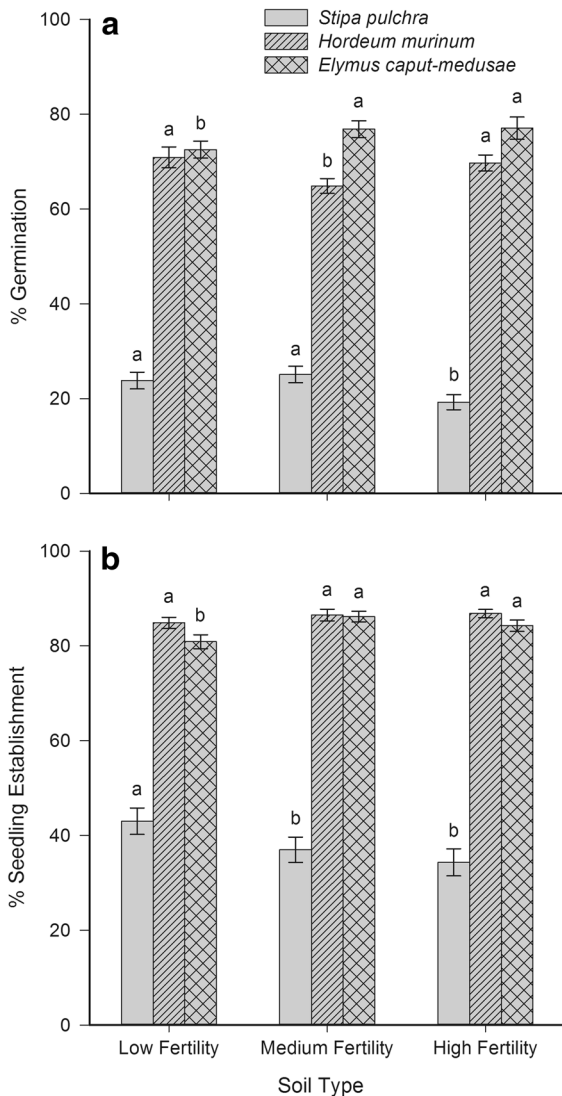 a
Stipa pulchra
Hordeum murinum
Elymus caput-medusae
100
80
60
40
20
0
% Germination
a a b
a b a
b a a
b
100
80
60
40
20
0
% Seedling Establishment
a a b
b a a
b a a
Low Fertility Medium Fertility High Fertility
Soil Type